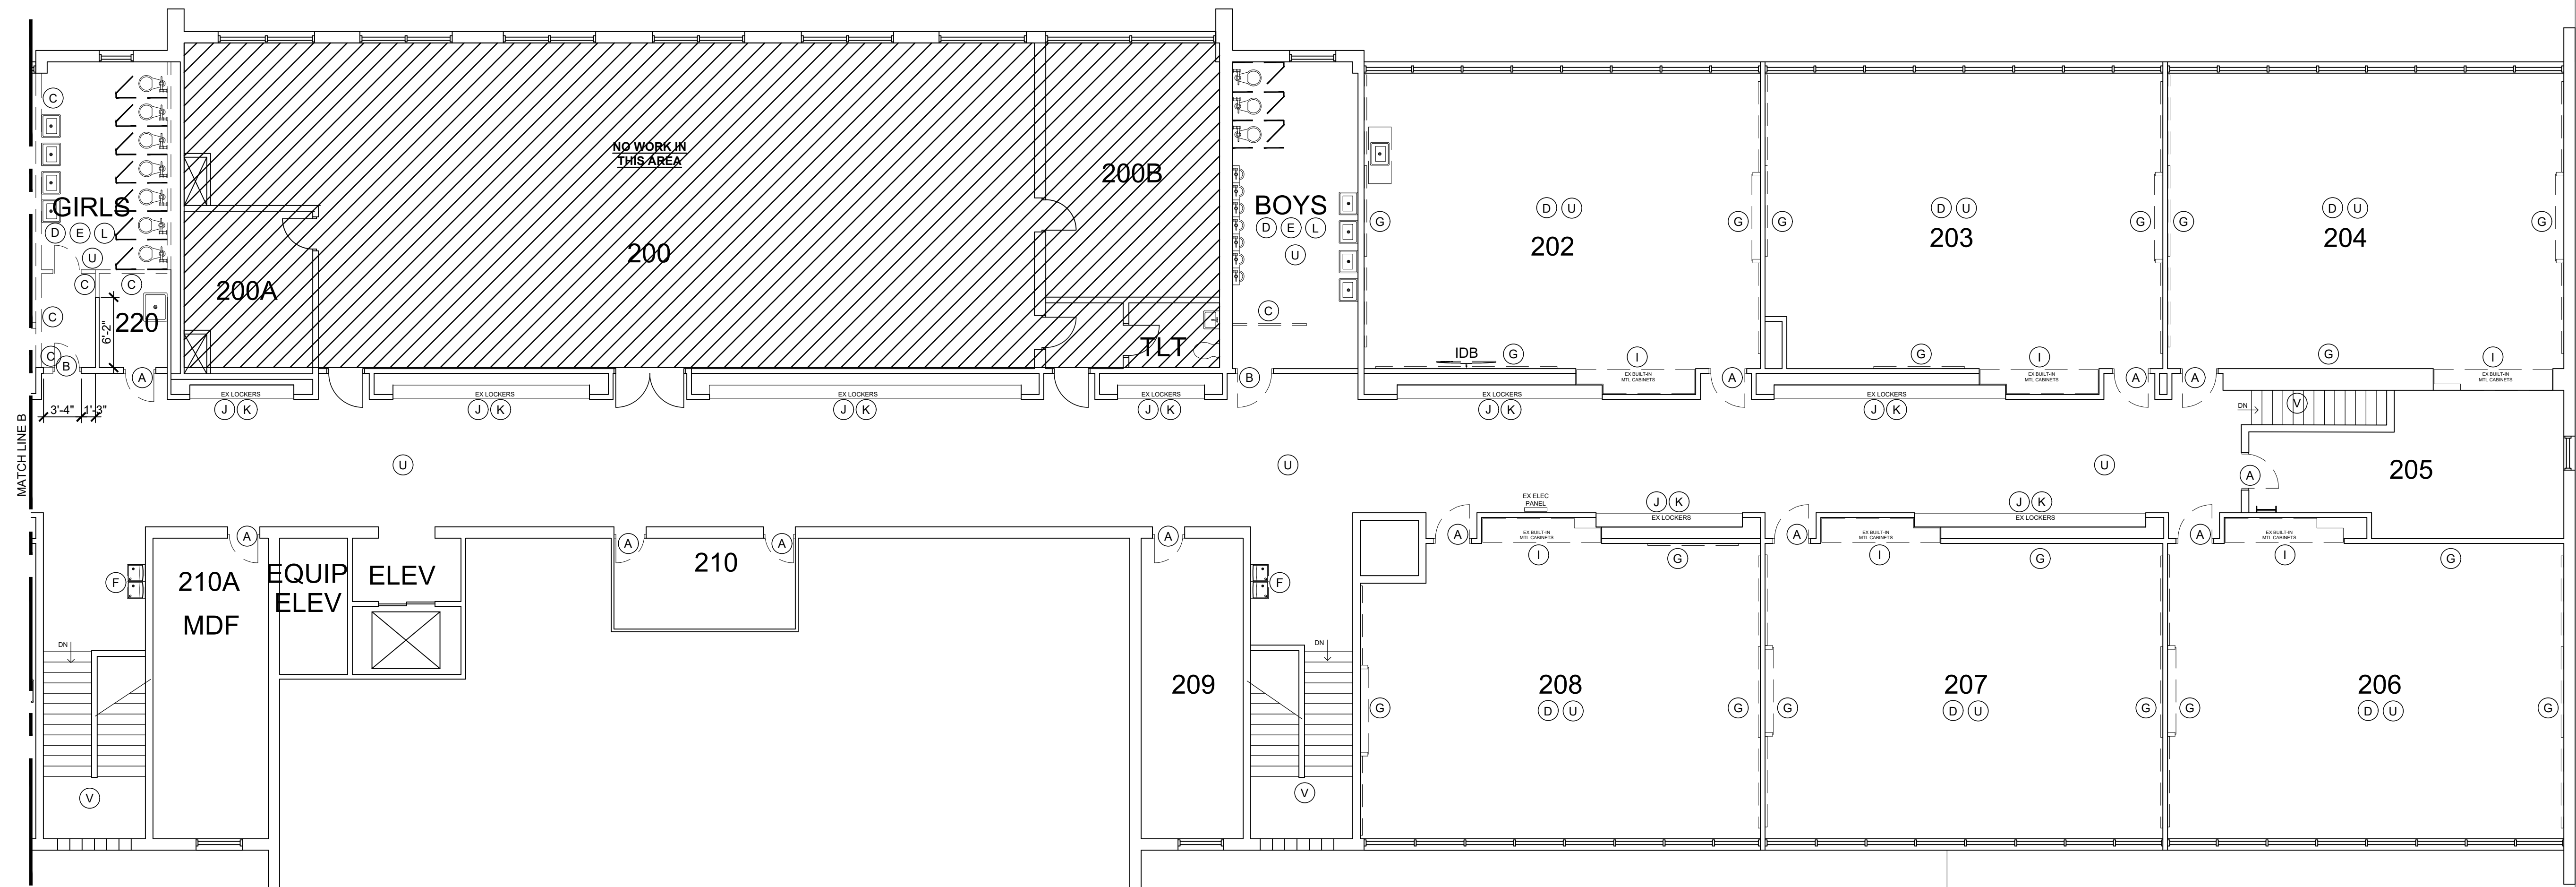 MATCH LINE B
C
GIRLS
D E L
U
C C
C
220
6'-2"
C
B
A
3'-4" 1'-3"
200A
NO WORK IN
THIS AREA
200
200B
TLT
BOYS
D E L
U
C
B
EX LOCKERS
J K
EX LOCKERS
J K
EX LOCKERS
J K
EX LOCKERS
J K
D U
202
G
G
IDB
G
I
EX BUILT-IN
MTL CABINETS
A
EX LOCKERS
J K
D U
203
G
G
G
I
EX BUILT-IN
MTL CABINETS
A
EX LOCKERS
J K
D U
204
G
G
G
I
EX BUILT-IN
MTL CABINETS
A
DN
V
205
A
U
U
U
A
210A
MDF
F
DN
V
EQUIP
ELEV
ELEV
A
210
A
A
209
F
DN
V
EX ELEC
PANEL
J K
EX LOCKERS
A
EX BUILT-IN
MTL CABINETS
I
G
208
D U
G
G
J K
EX LOCKERS
A
EX BUILT-IN
MTL CABINETS
I
G
207
D U
G
G
A
EX BUILT-IN
MTL CABINETS
I
G
206
D U
G
G